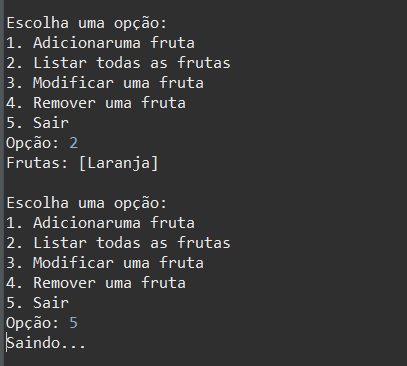 Escolha uma opção:
1. Adicionaruma fruta
2. Listar todas as frutas
3. Modificar uma fruta
4. Remover uma fruta
5. Sair
Opção: 2
Frutas: [Laranja]
Escolha uma opção:
1. Adicionaruma fruta
2. Listar todas as frutas
3. Modificar uma fruta
4. Remover uma fruta
5. Sair
Opção: 5
Saindo...